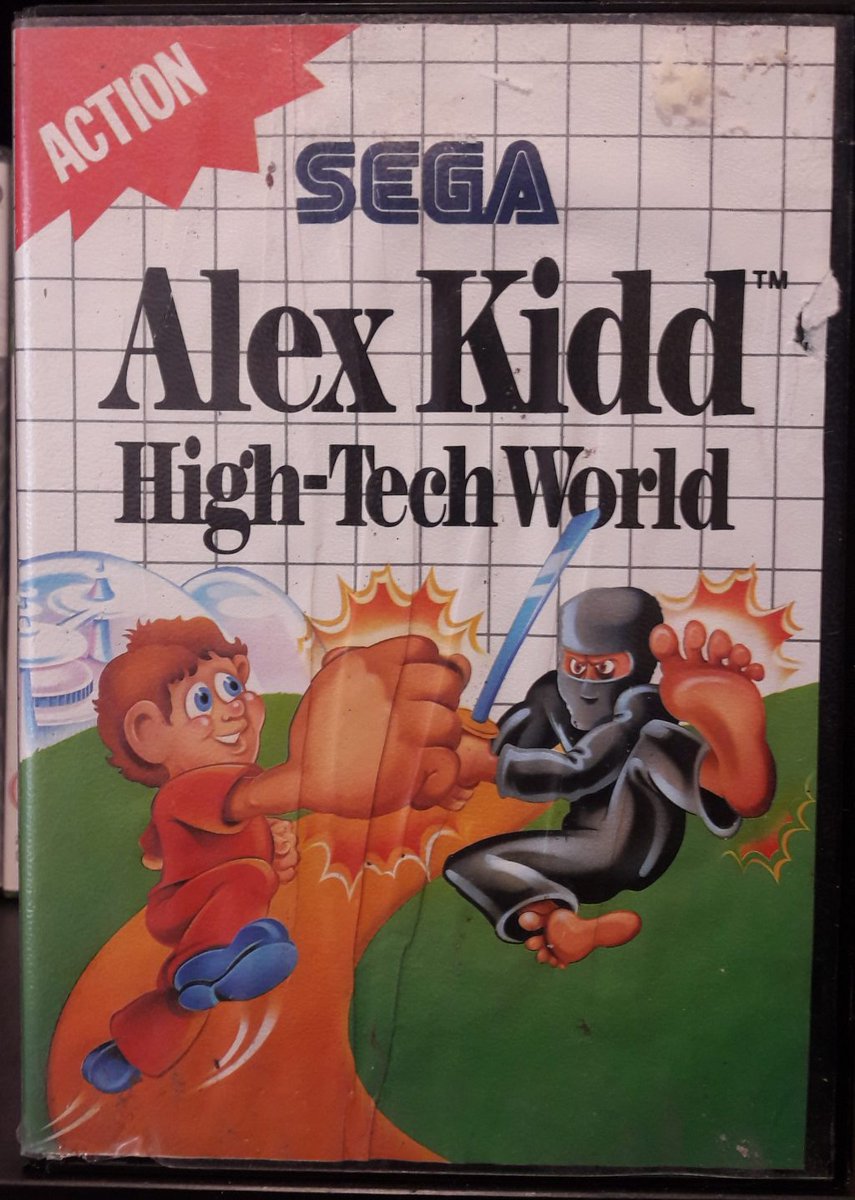 ACTION
SEGA
Alex Kidd™
High-Tech World